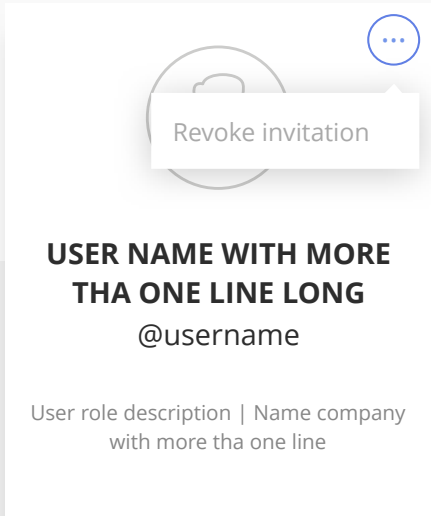 Revoke invitation
USER NAME WITH MORE
THA ONE LINE LONG
@username
User role description | Name company
with more tha one line